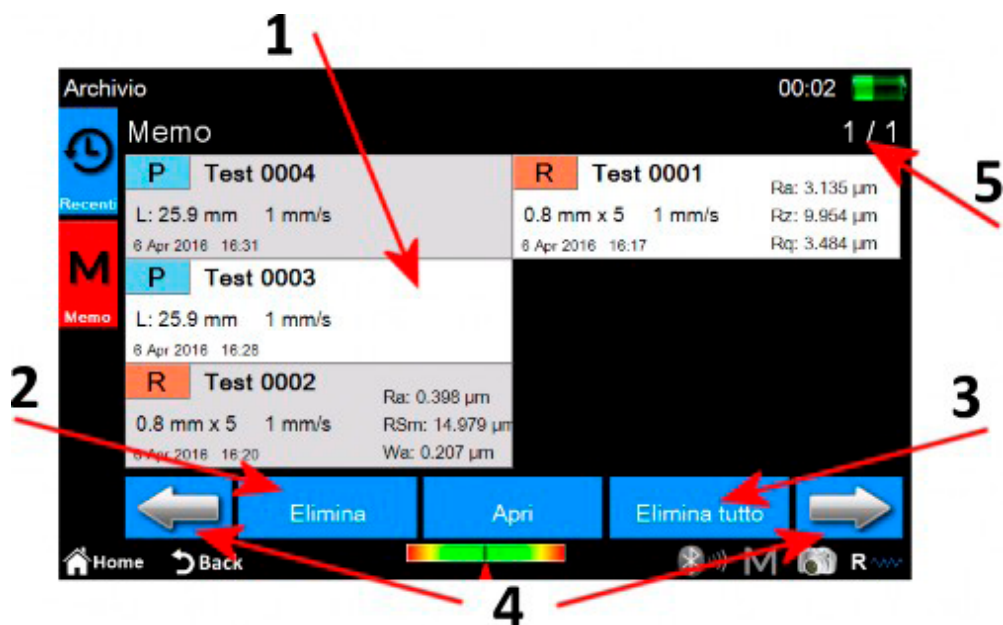 1
Archivio 00:02
Memo 1 / 1
Recenti
M
Memo
P Test 0004
L: 25.9 mm 1 mm/s
6 Apr 2016 16:31
R Test 0001
0.8 mm x 5 1 mm/s
6 Apr 2016 16:17
Ra: 3.135 µm
Rz: 9.954 µm
Rq: 3.484 µm
5
P Test 0003
L: 25.9 mm 1 mm/s
6 Apr 2016 16:28
R Test 0002
0.8 mm x 5 1 mm/s
6 Apr 2016 16:20
Ra: 0.398 µm
RSm: 14.979 µm
Wa: 0.207 µm
2
3
Elimina Apri Elimina tutto
Home Back M R
4